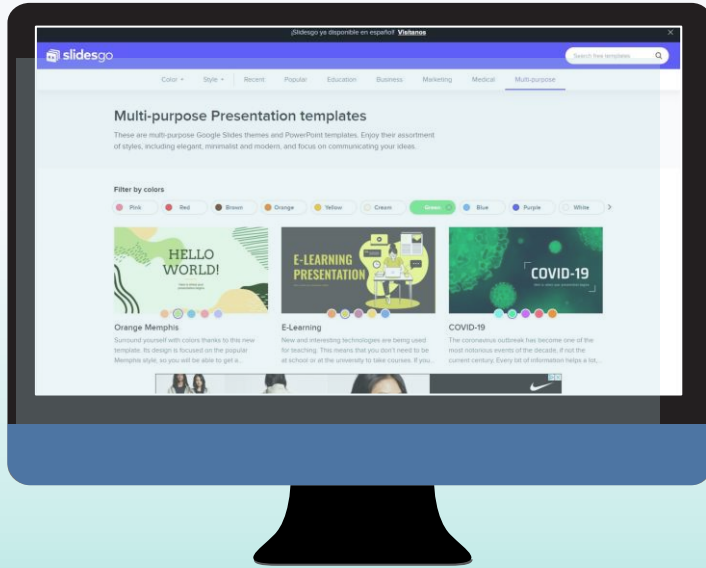 ¡Slidesgo ya disponible en español! Visítanos
slidesgo
Search free templates
Color Style Recent Popular Education Business Marketing Medical Multi-purpose
Multi-purpose Presentation templates
These are multi-purpose Google Slides themes and PowerPoint templates. Enjoy their assortment
of styles, including elegant, minimalist and modern, and focus on communicating your ideas.
Filter by colors
Pink Red Brown Orange Yellow Cream Green Blue Purple White
HELLO
WORLD!
E-LEARNING
PRESENTATION
COVID-19
Orange Memphis
Surround yourself with colors thanks to this new
template. Its design is focused on the popular
Memphis style, so you will be able to get a...
E-Learning
New and interesting technologies are being used
for teaching. This means that you don't need to be
at school or at the university to take courses. If you...
COVID-19
The coronavirus outbreak has become one of the
most notorious events of the decade, if not the
current century. Every bit of information helps a lot,...